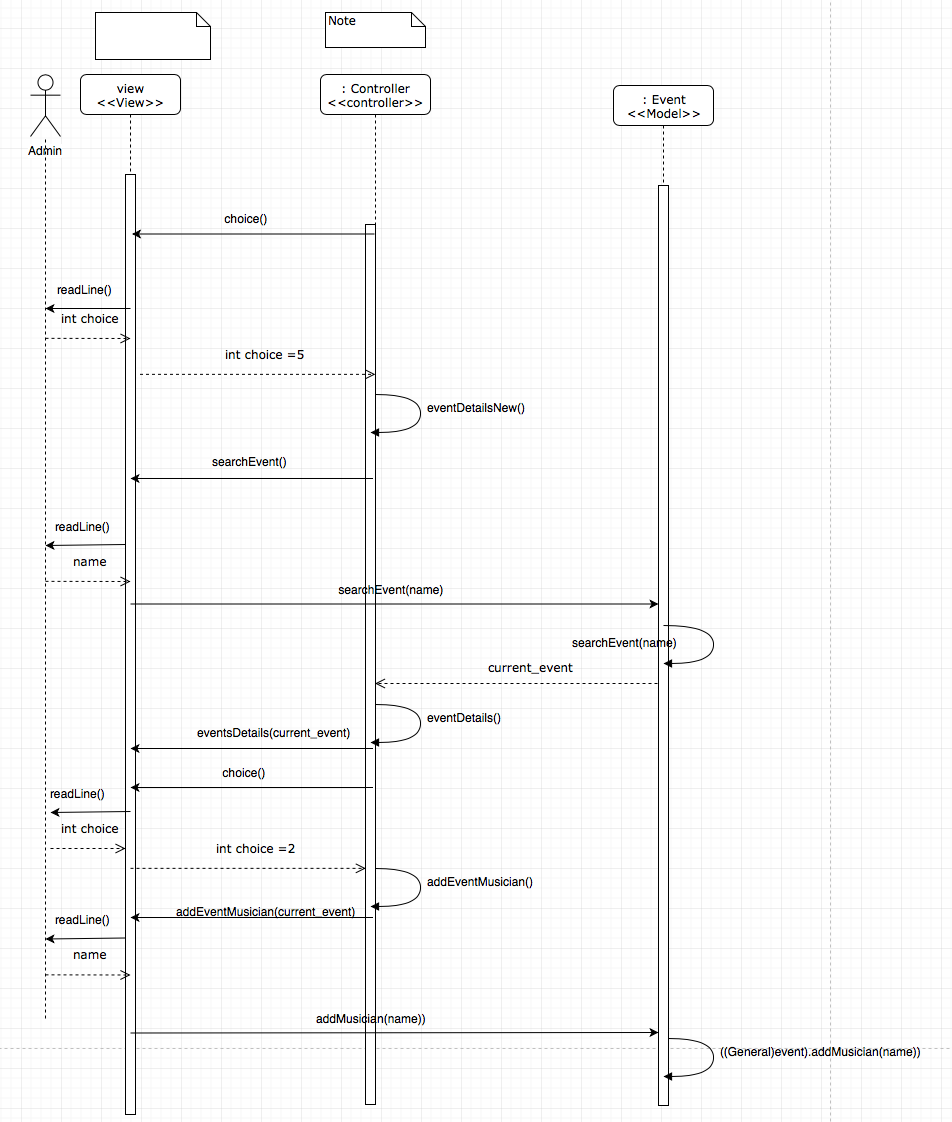 Note
view
<<View>>
: Controller
<<controller>>
: Event
<<Model>>
Admin
choice()
readLine()
int choice
int choice =5
eventDetailsNew()
searchEvent()
readLine()
name
searchEvent(name)
searchEvent(name)
current_event
eventDetails()
eventsDetails(current_event)
choice()
readLine()
int choice
int choice =2
addEventMusician()
addEventMusician(current_event)
readLine()
name
addMusician(name))
((General)event).addMusician(name))